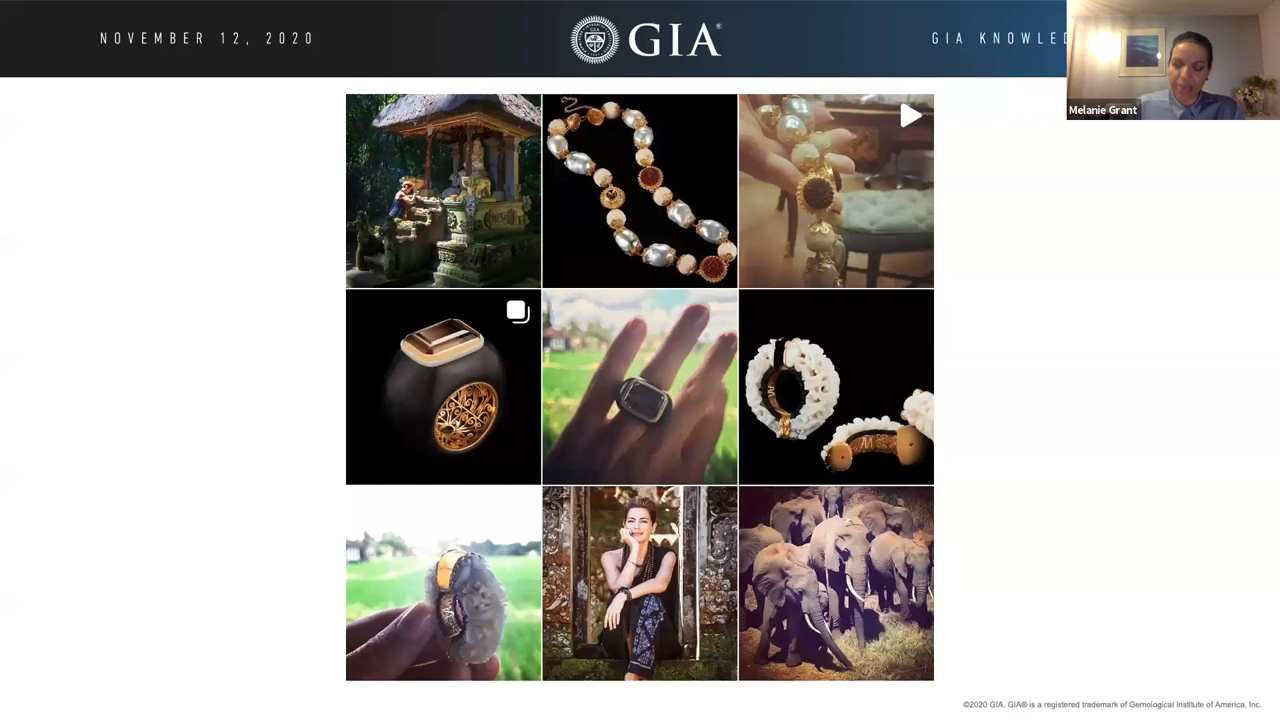 NOVEMBER 12, 2020
GIA®
GIA KNOWLED
Melanie Grant
©2020 GIA. GIA® is a registered trademark of Gemological Institute of America, Inc.